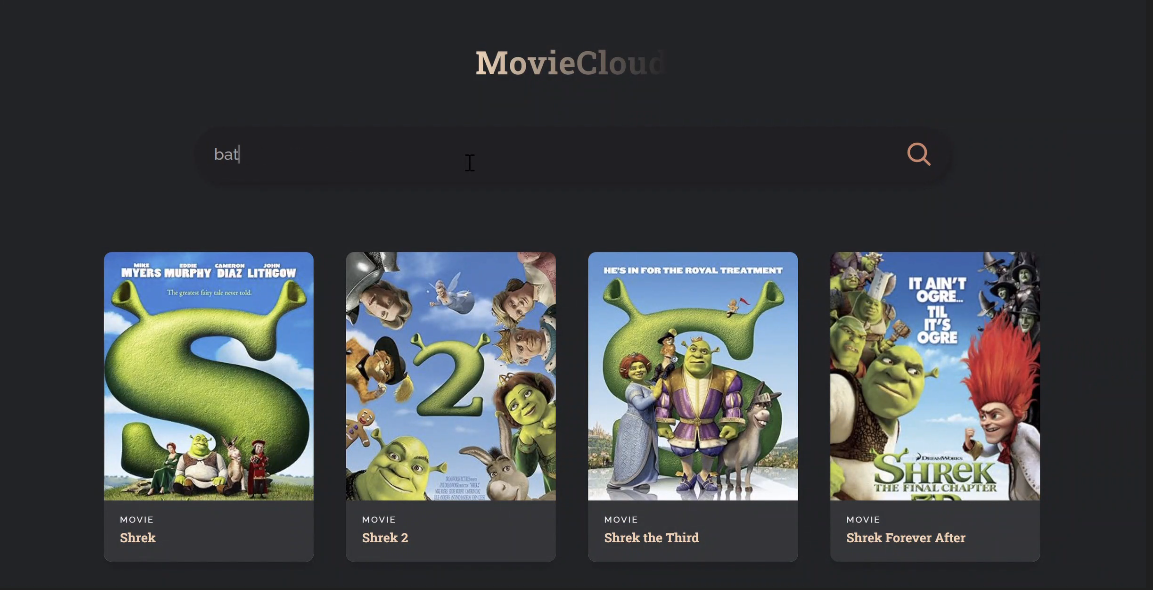 MovieCloud
bat
MIKE MYERS EDDIE MURPHY CAMERON DIAZ JOHN LITHGOW
The greatest fairy tale never told.
2
HE'S IN FOR THE ROYAL TREATMENT
IT AIN'T
OGRE...
TIL
IT'S
OGRE
DREAMWORKS
SHREK
THE FINAL CHAPTER
MOVIE
Shrek
MOVIE
Shrek 2
MOVIE
Shrek the Third
MOVIE
Shrek Forever After